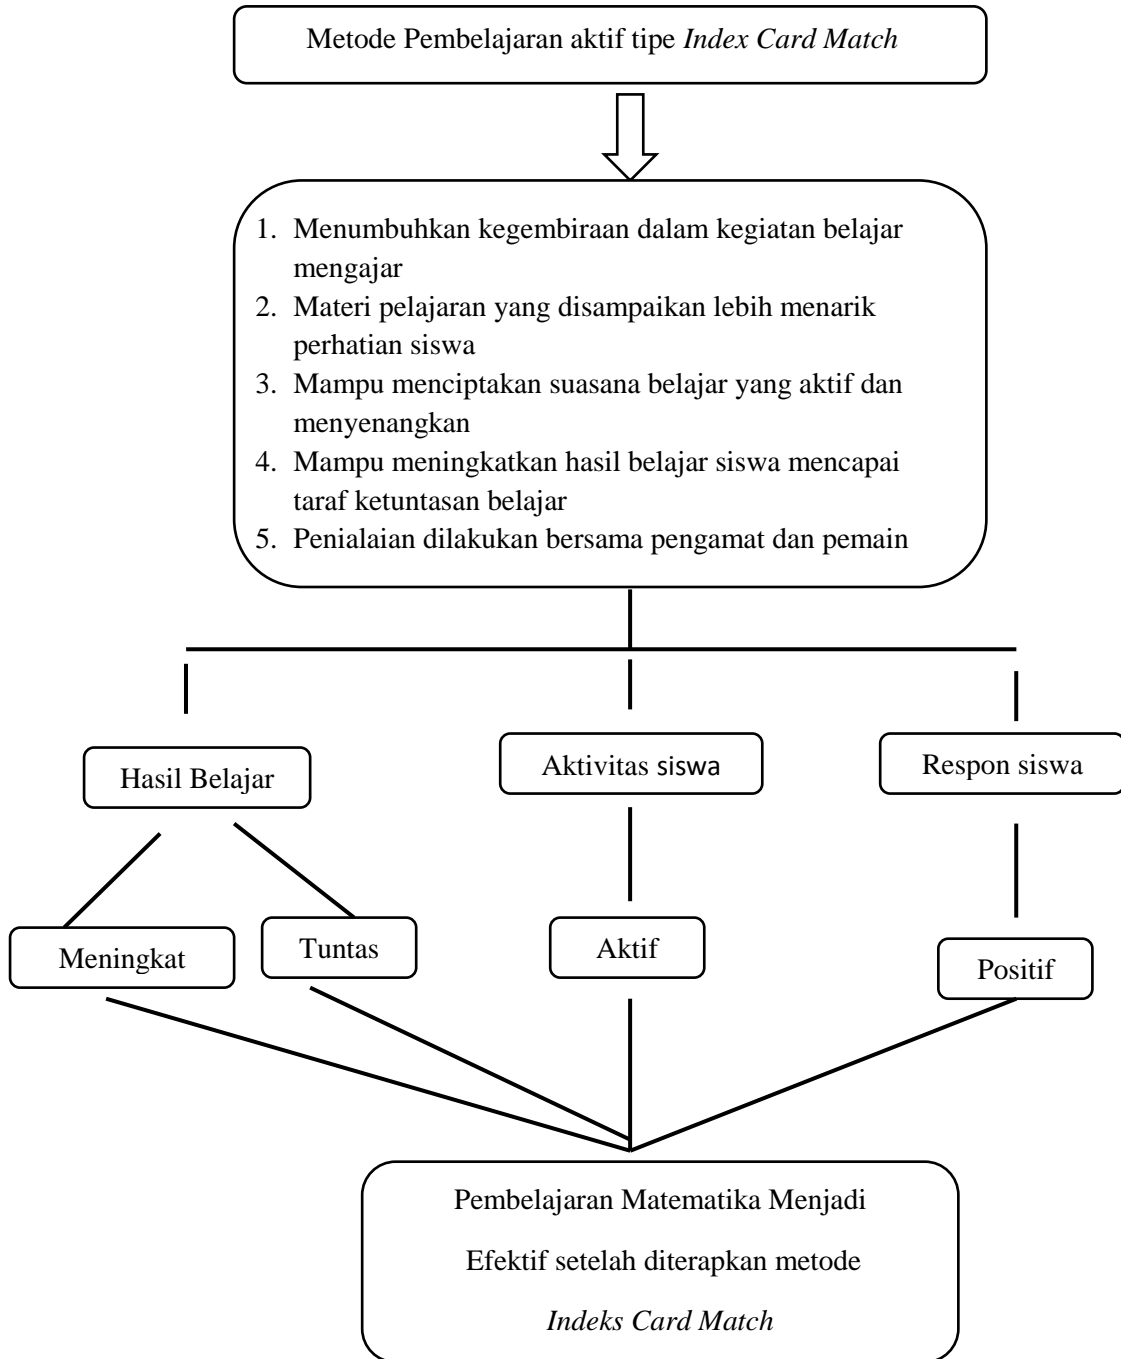 Metode Pembelajaran aktif tipe Index Card Match
1. Menumbuhkan kegembiraan dalam kegiatan belajar
mengajar
2. Materi pelajaran yang disampaikan lebih menarik
perhatian siswa
3. Mampu menciptakan suasana belajar yang aktif dan
menyenangkan
4. Mampu meningkatkan hasil belajar siswa mencapai
taraf ketuntasan belajar
5. Penialaian dilakukan bersama pengamat dan pemain
Hasil Belajar
Aktivitas siswa
Respon siswa
Meningkat
Tuntas
Aktif
Positif
Pembelajaran Matematika Menjadi
Efektif setelah diterapkan metode
Indeks Card Match